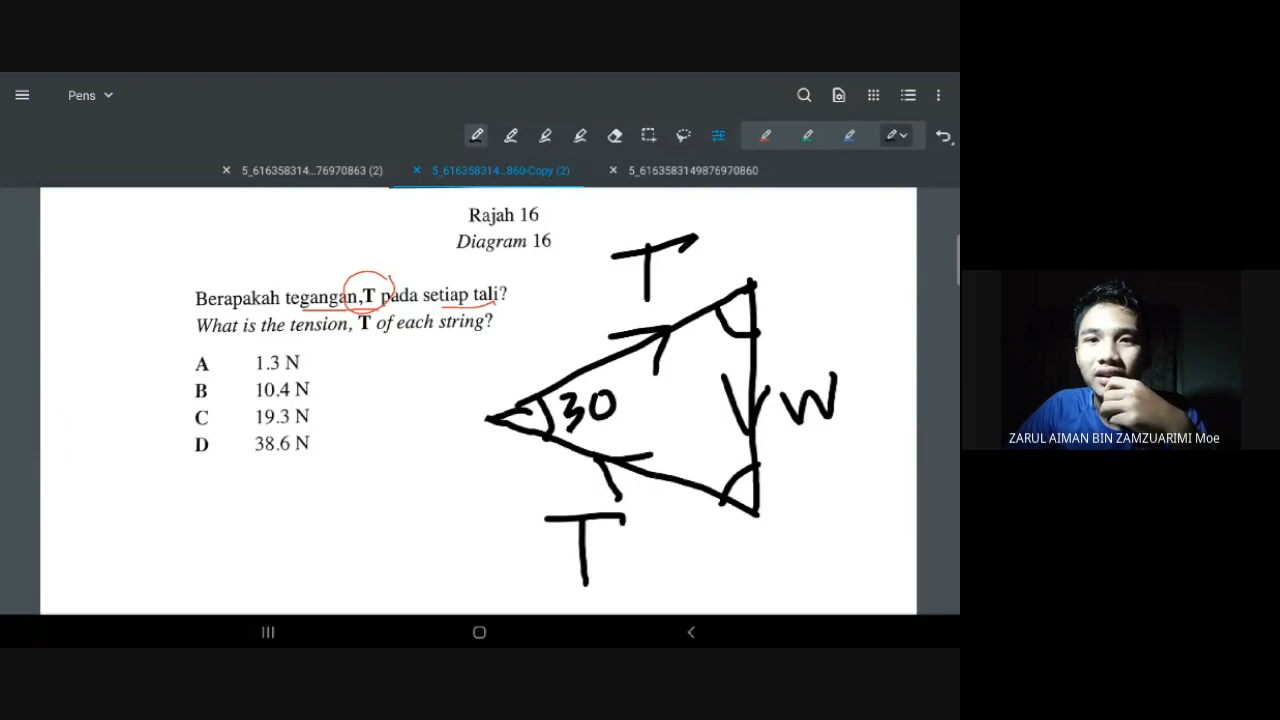 Pens
5_616358314...76970863 (2)
5_616358314...860-Copy (2)
5_6163583149876970860
Rajah 16
Diagram 16
Berapakah tegangan,T pada setiap tali?
What is the tension, T of each string?
A 1.3 N
B 10.4 N
C 19.3 N
D 38.6 N
T
30
W
T
ZARUL AIMAN BIN ZAMZUARIMI Moe